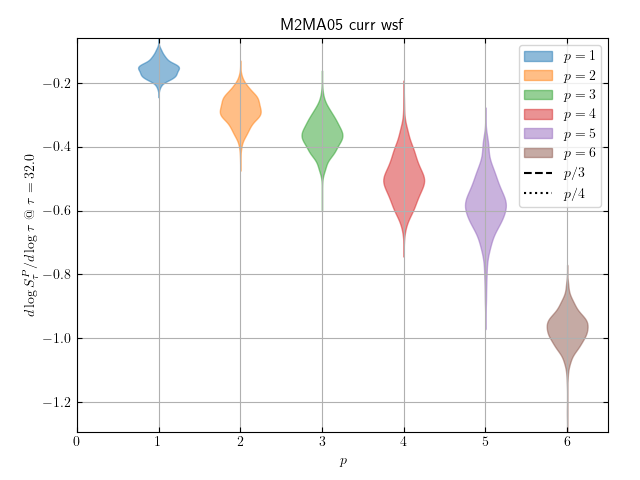 M2MA05 curr wsf
d log S_τ^P / d log τ @ τ = 32.0
−0.2
−0.4
−0.6
−0.8
−1.0
−1.2
0 1 2 3 4 5 6
p
p = 1
p = 2
p = 3
p = 4
p = 5
p = 6
p/3
p/4